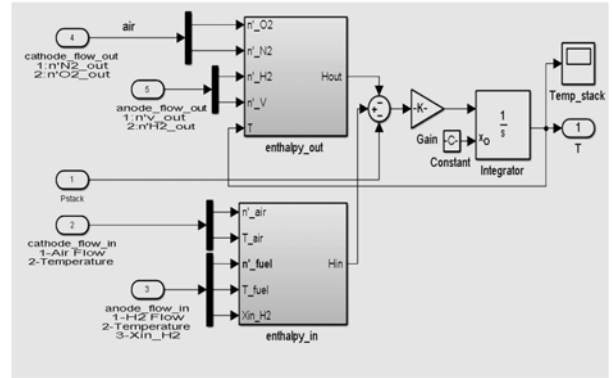 air
4
cathode_flow_out
1:n'N2_out
2:n'O2_out
5
anode_flow_out
1:n'v_out
2:n'H2_out
n'_O2
n'_N2
n'_H2
n'_V
T
Hout
enthalpy_out
1
Pstack
2
cathode_flow_in
1-Air Flow
2-Temperature
3
anode_flow_in
1-H2 Flow
2-Temperature
3-Xin_H2
n'_air
T_air
n'_fuel
T_fuel
Xin_H2
Hin
enthalpy_in
-K-
Gain
-C-
Constant
1
s
xo
Integrator
Temp_stack
1
T